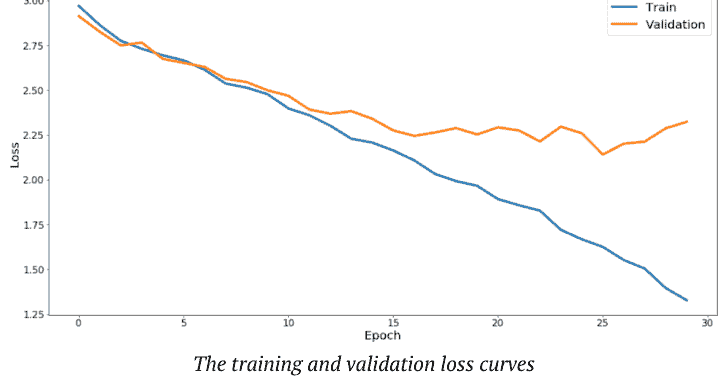 3.00
Train
Validation
2.75
2.50
2.25
2.00
1.75
1.50
1.25
Loss
0 5 10 15 20 25 30
Epoch
The training and validation loss curves